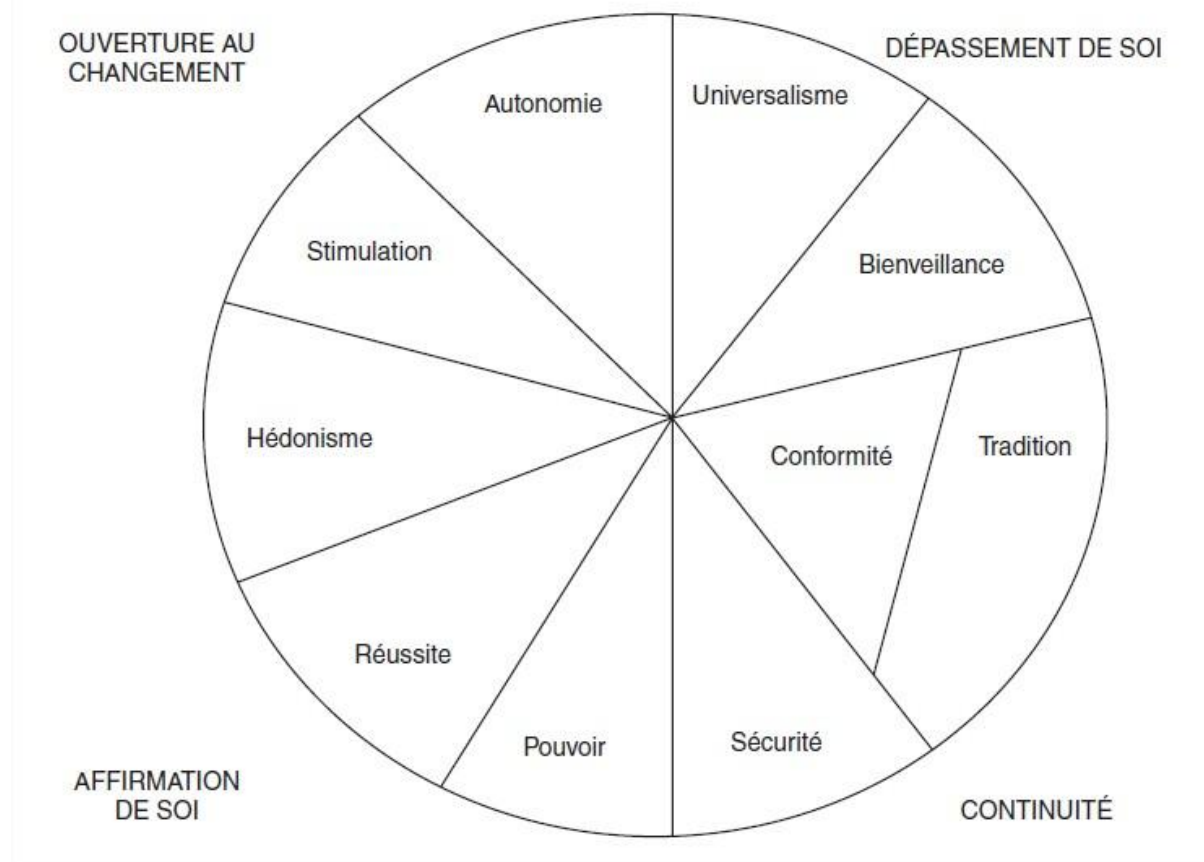 OUVERTURE AU
CHANGEMENT
DÉPASSEMENT DE SOI
Autonomie
Universalisme
Stimulation
Bienveillance
Hédonisme
Conformité
Tradition
Réussite
Pouvoir
Sécurité
AFFIRMATION
DE SOI
CONTINUITÉ